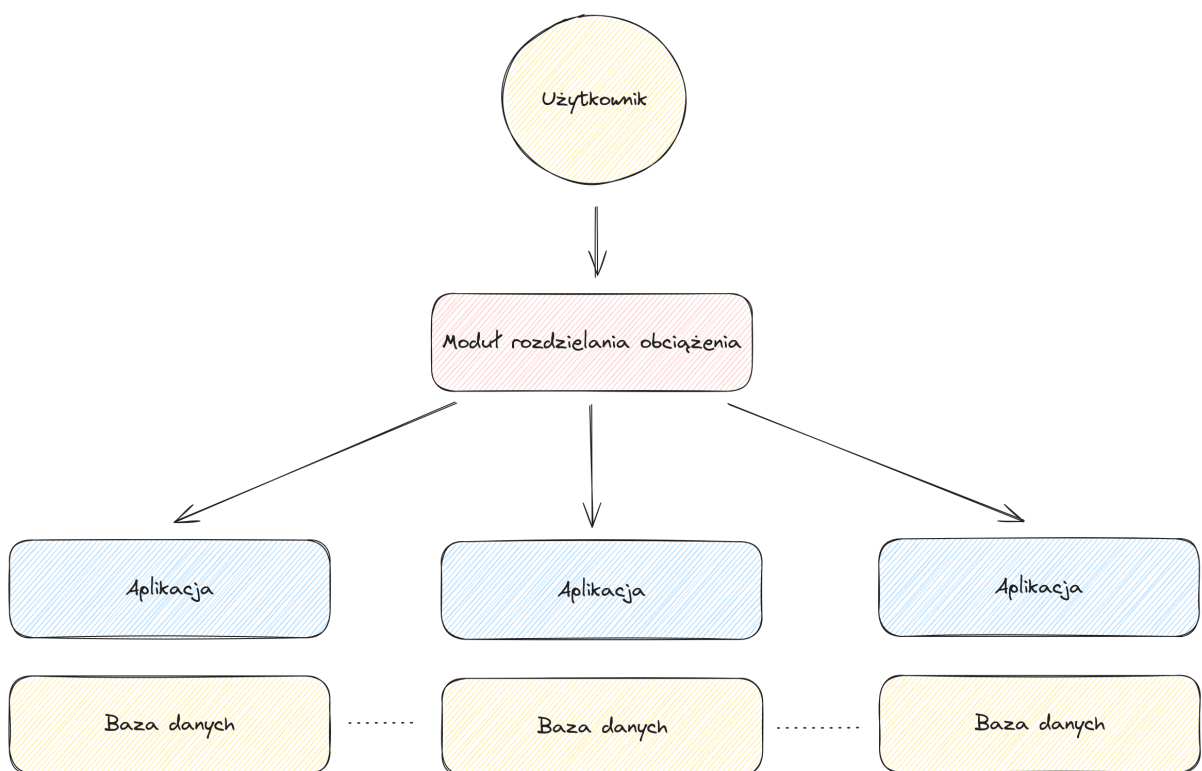 Użytkownik
Moduł rozdzielania obciążenia
Aplikacja
Aplikacja
Aplikacja
Baza danych
Baza danych
Baza danych